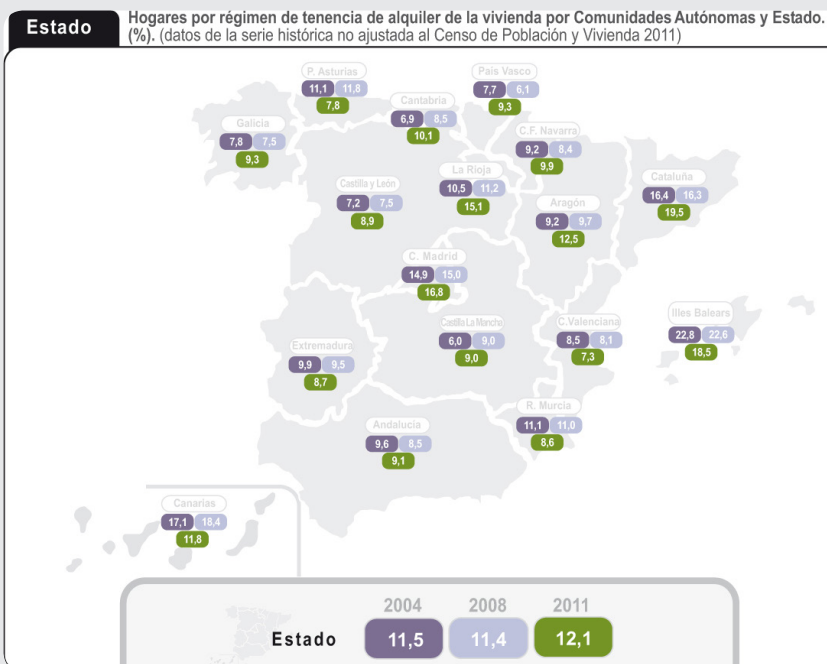 Estado
Hogares por régimen de tenencia de alquiler de la vivienda por Comunidades Autónomas y Estado.
(%). (datos de la serie histórica no ajustada al Censo de Población y Vivienda 2011)
P. Asturias
11,1 11,8
7,8
País Vasco
7,7 6,1
9,3
Cantabria
6,9 8,5
10,1
Galicia
7,8 7,5
9,3
C.F. Navarra
9,2 8,4
9,9
La Rioja
10,5 11,2
15,1
Castilla y León
7,2 7,5
8,9
Cataluña
16,4 16,3
19,5
Aragón
9,2 9,7
12,5
C. Madrid
14,9 15,0
16,8
Castilla La Mancha
6,0 9,0
9,0
C.Valenciana
8,5 8,1
7,3
Illes Balears
22,8 22,6
18,5
Extremadura
9,9 9,5
8,7
R. Murcia
11,1 11,0
8,6
Andalucía
9,6 8,5
9,1
Canarias
17,1 18,4
11,8
2004 2008 2011
Estado 11,5 11,4 12,1